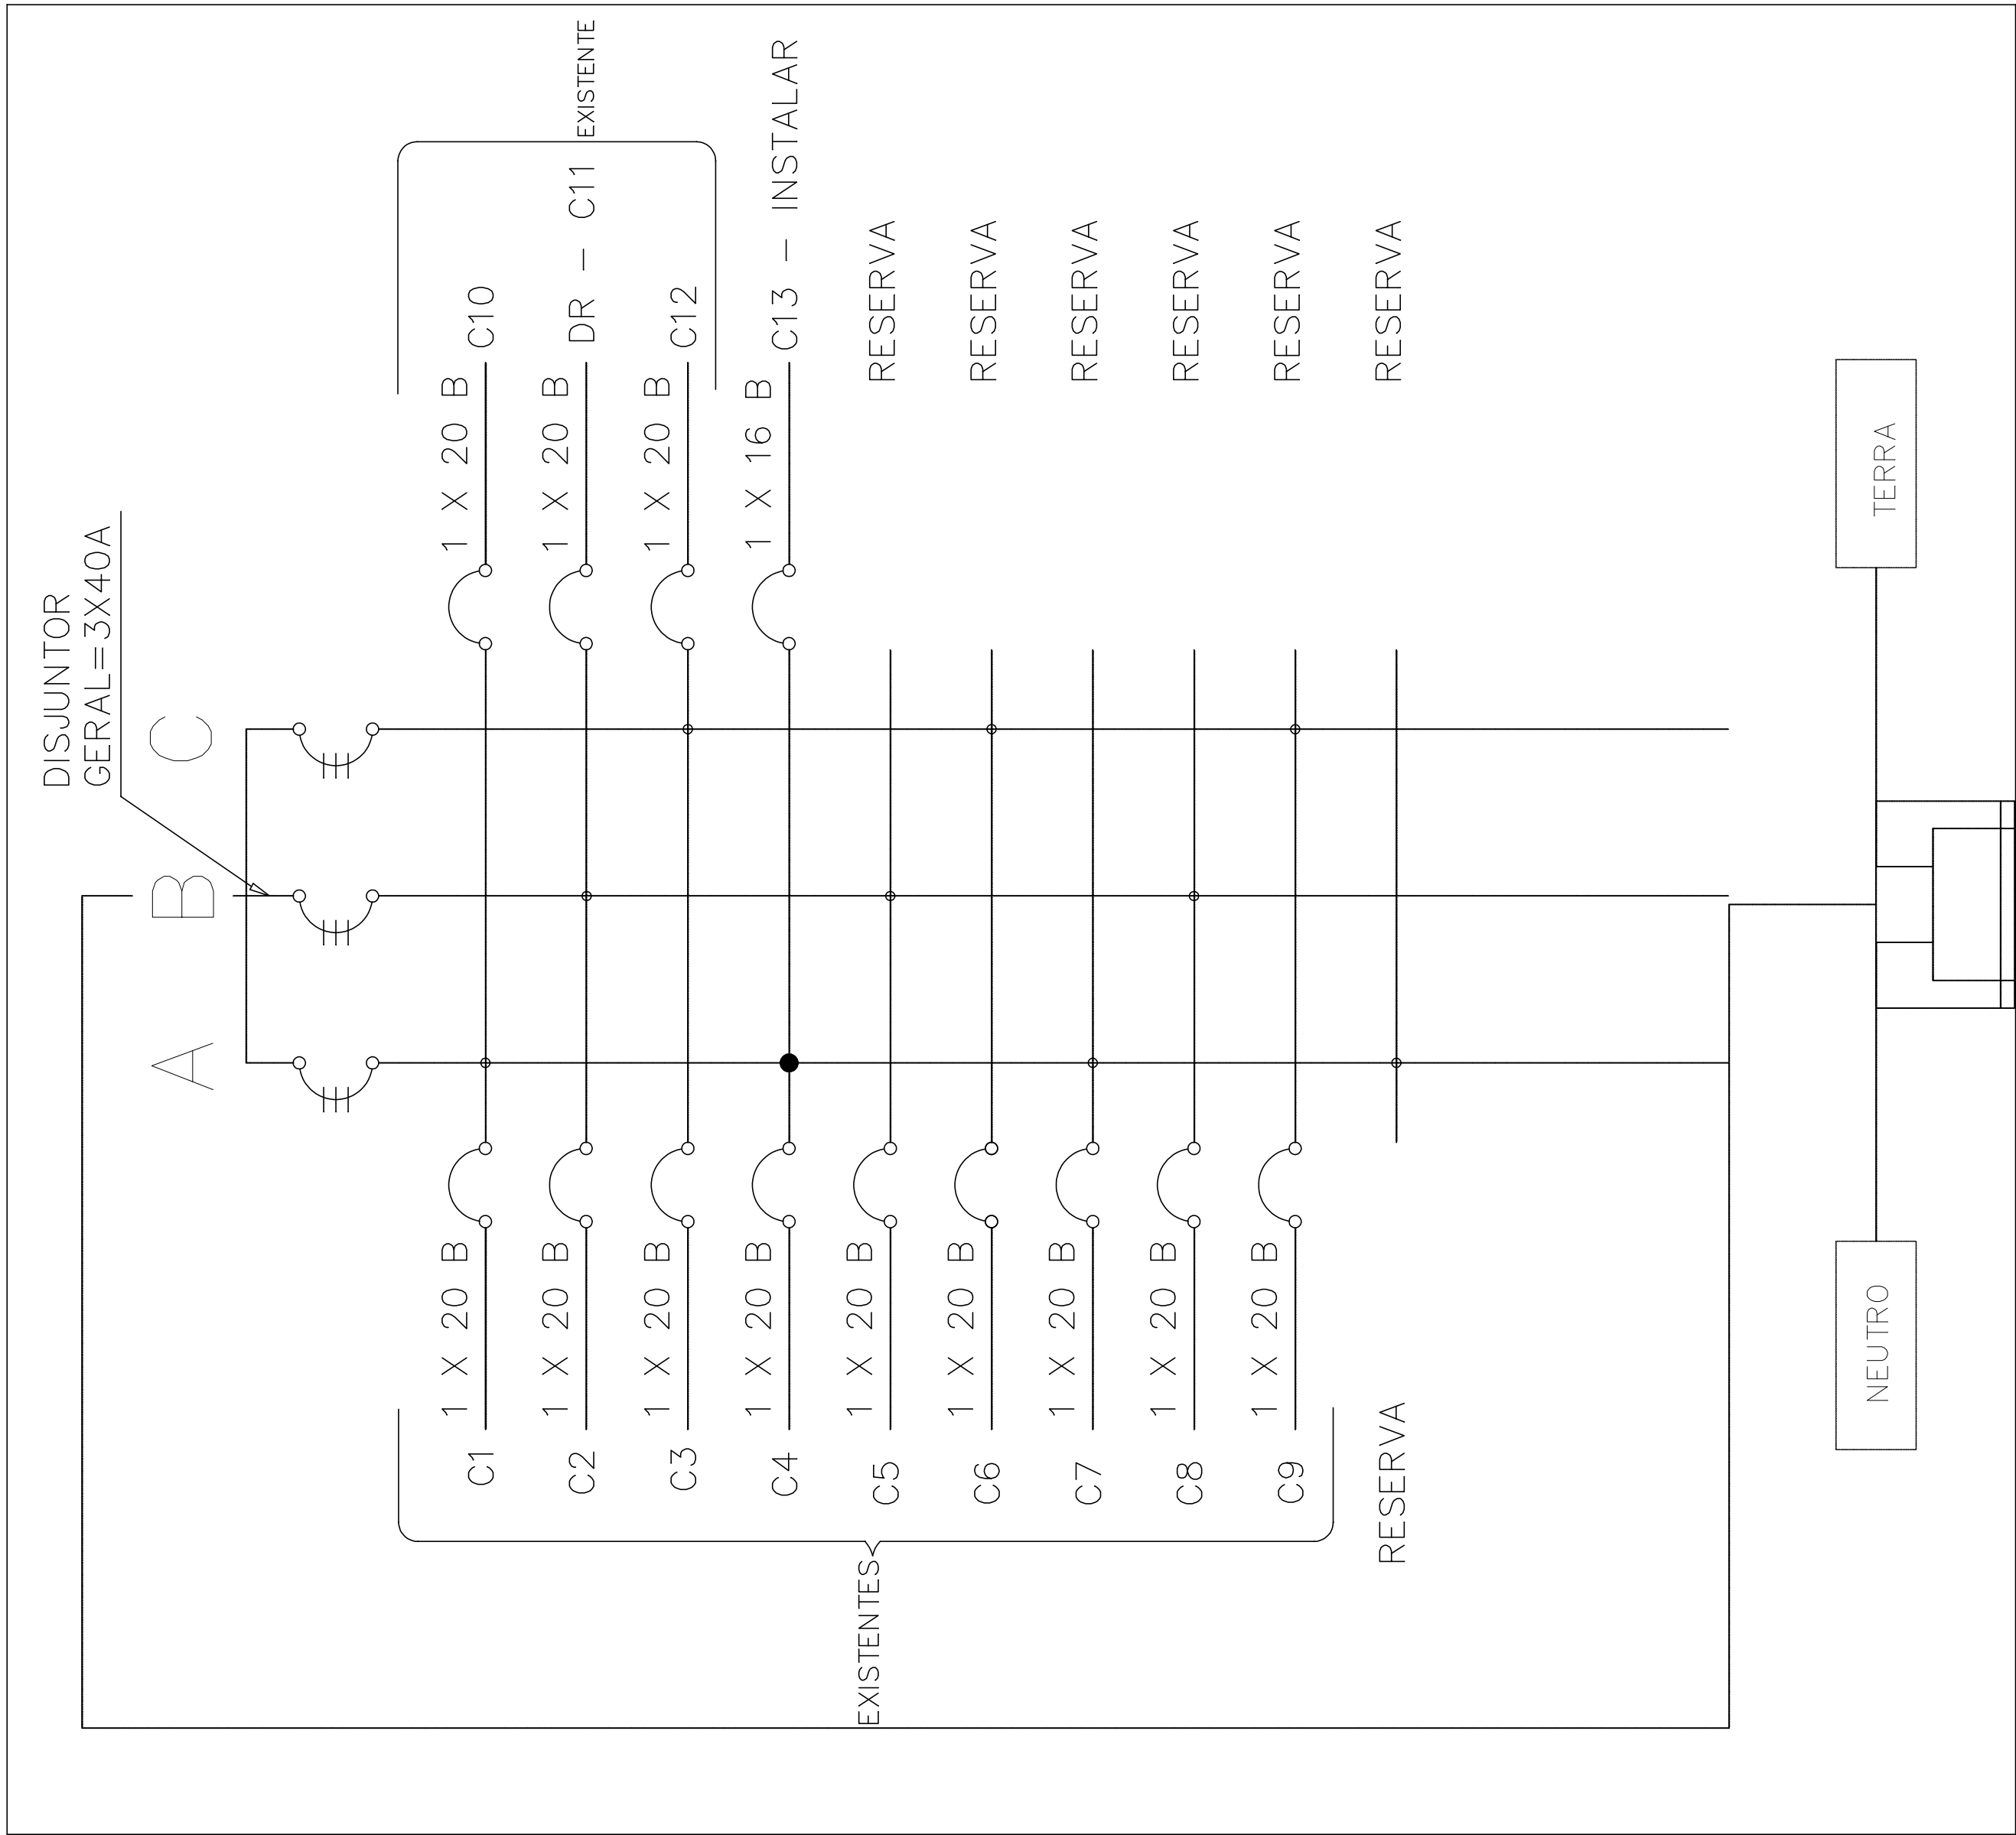 DISJUNTOR
GERAL=3X40A
A
B
C
EXISTENTES
C1
1 X 20 B
1 X 20 B
C10
C2
1 X 20 B
1 X 20 B
DR - C11
EXISTENTE
C3
1 X 20 B
1 X 20 B
C12
C4
1 X 20 B
1 X 16 B
C13 - INSTALAR
C5
1 X 20 B
RESERVA
C6
1 X 20 B
RESERVA
C7
1 X 20 B
RESERVA
C8
1 X 20 B
RESERVA
C9
1 X 20 B
RESERVA
RESERVA
RESERVA
NEUTRO
TERRA